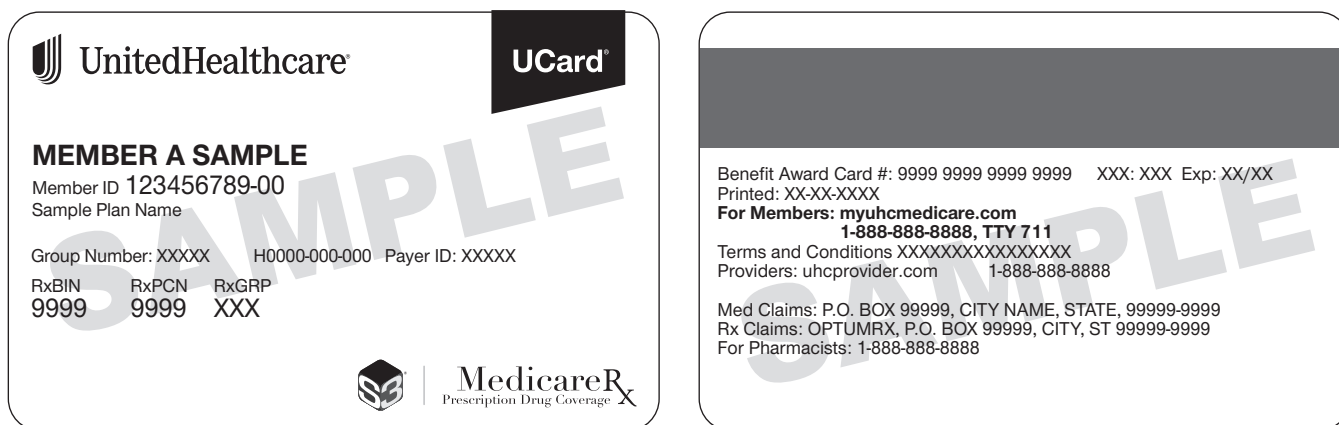 UnitedHealthcare®
UCard®
SAMPLE
MEMBER A SAMPLE
Member ID 123456789-00
Sample Plan Name
Group Number: XXXXX H0000-000-000 Payer ID: XXXXX
RxBIN RxPCN RxGRP
9999 9999 XXX
S3
MedicareRx
Prescription Drug Coverage
SAMPLE
Benefit Award Card #: 9999 9999 9999 9999 XXX: XXX Exp: XX/XX
Printed: XX-XX-XXXX
For Members: myuhcmedicare.com
1-888-888-8888, TTY 711
Terms and Conditions XXXXXXXXXXXXXXXX
Providers: uhcprovider.com 1-888-888-8888
Med Claims: P.O. BOX 99999, CITY NAME, STATE, 99999-9999
Rx Claims: OPTUMRX, P.O. BOX 99999, CITY, ST 99999-9999
For Pharmacists: 1-888-888-8888